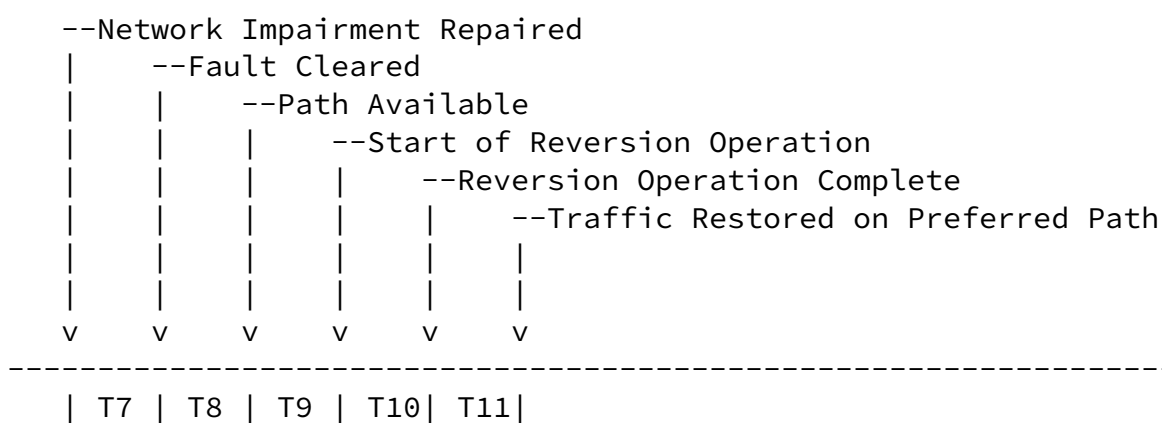 --Network Impairment Repaired
|    --Fault Cleared
|    |    --Path Available
|    |    |    --Start of Reversion Operation
|    |    |    |    --Reversion Operation Complete
|    |    |    |    |    --Traffic Restored on Preferred Path
|    |    |    |    |    |
|    |    |    |    |    |
v    v    v    v    v    v
-----------------------------------------------------------------
| T7 | T8 | T9 | T10| T11|